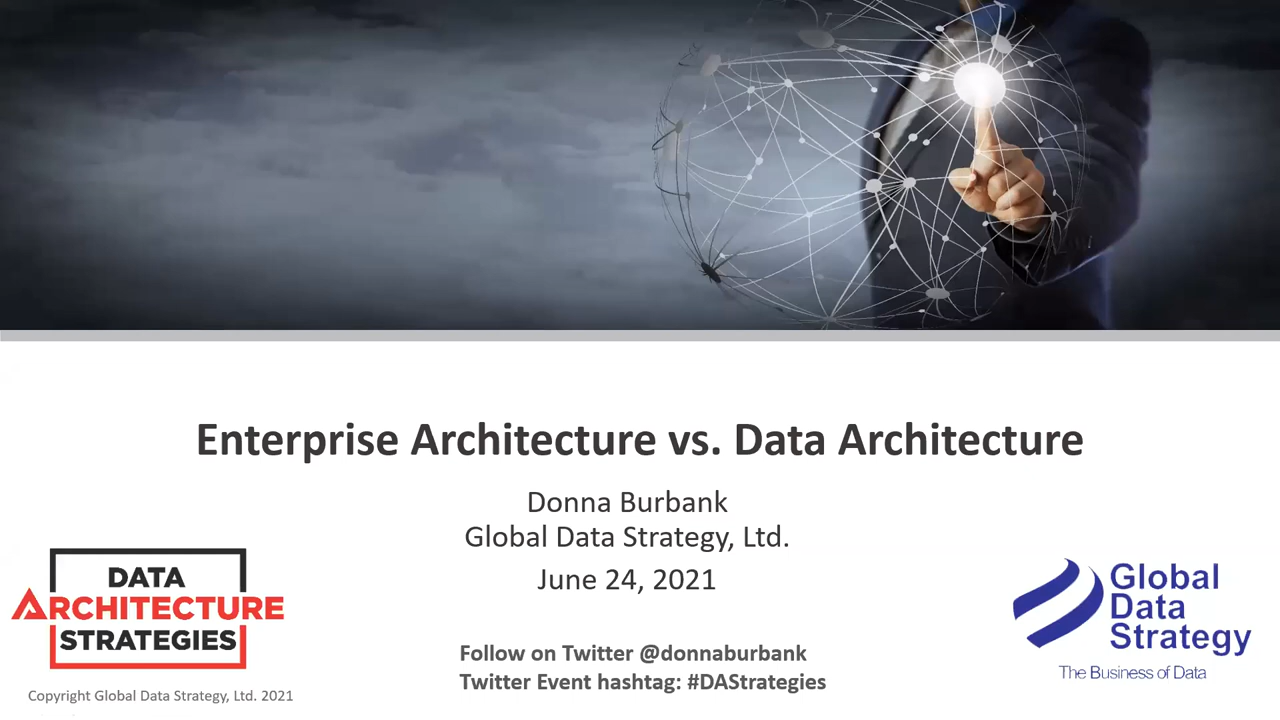 Enterprise Architecture vs. Data Architecture
Donna Burbank
Global Data Strategy, Ltd.
June 24, 2021
DATA
ARCHITECTURE
STRATEGIES
Global
Data
Strategy
The Business of Data
Follow on Twitter @donnaburbank
Twitter Event hashtag: #DAStrategies
Copyright Global Data Strategy, Ltd. 2021